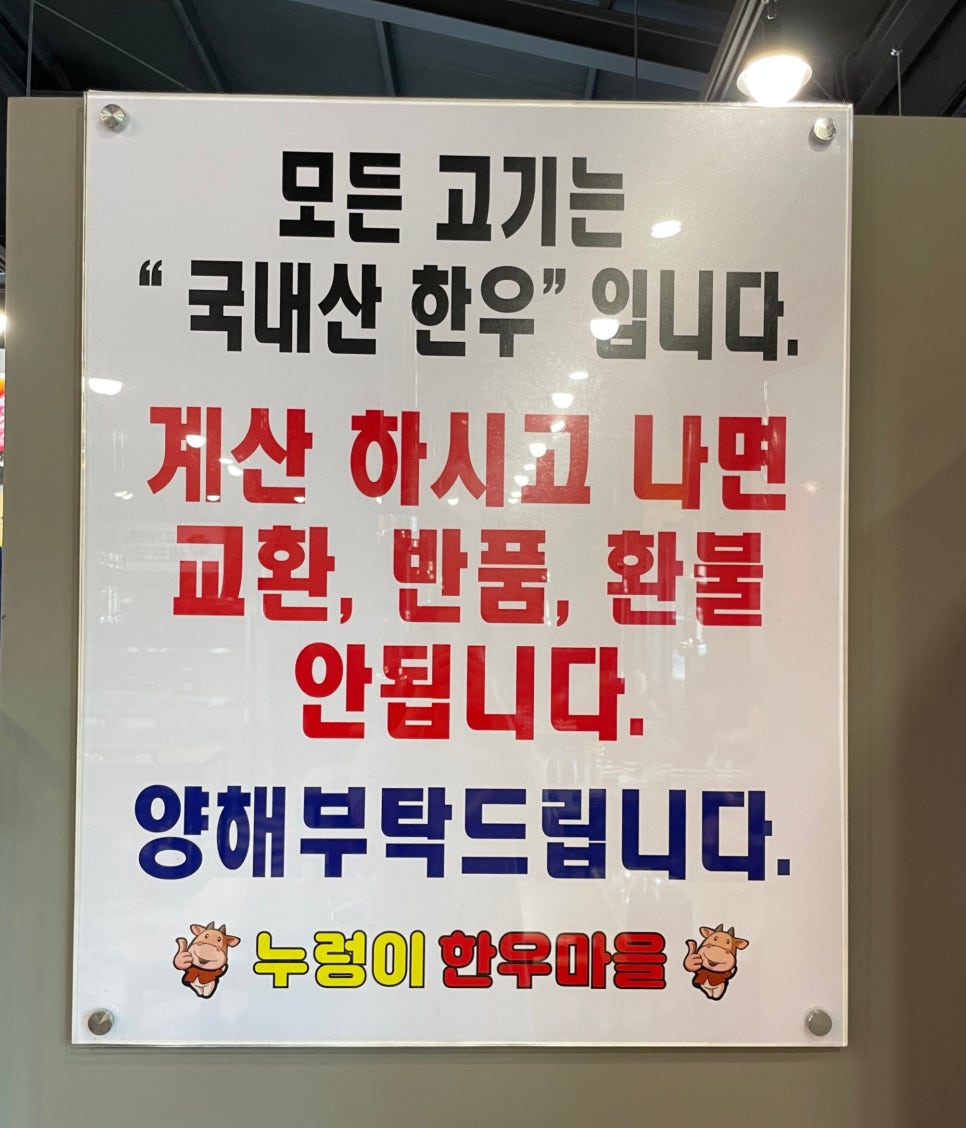 모든 고기는
“ 국내산 한우” 입니다.
계산 하시고 나면
교환, 반품, 환불
안됩니다.
양해부탁드립니다.
누렁이 한우마을